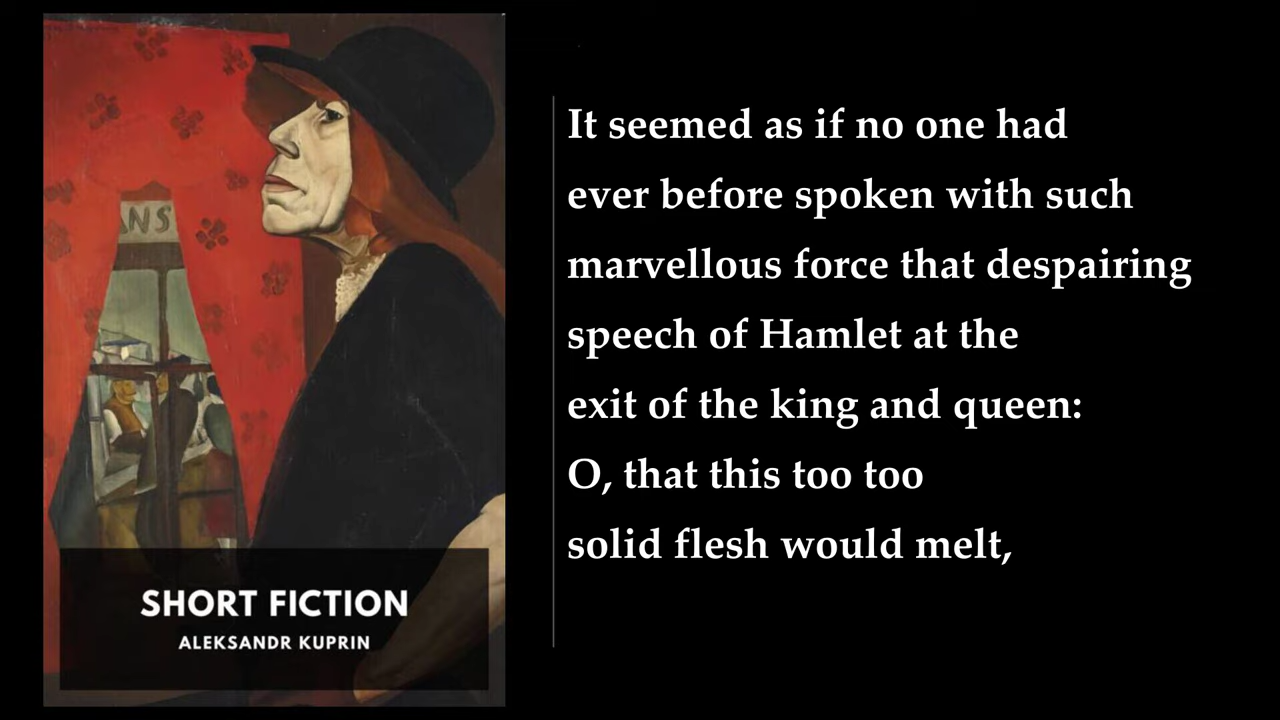 ANS
SHORT FICTION
ALEKSANDR KUPRIN
It seemed as if no one had
ever before spoken with such
marvellous force that despairing
speech of Hamlet at the
exit of the king and queen:
O, that this too too
solid flesh would melt,